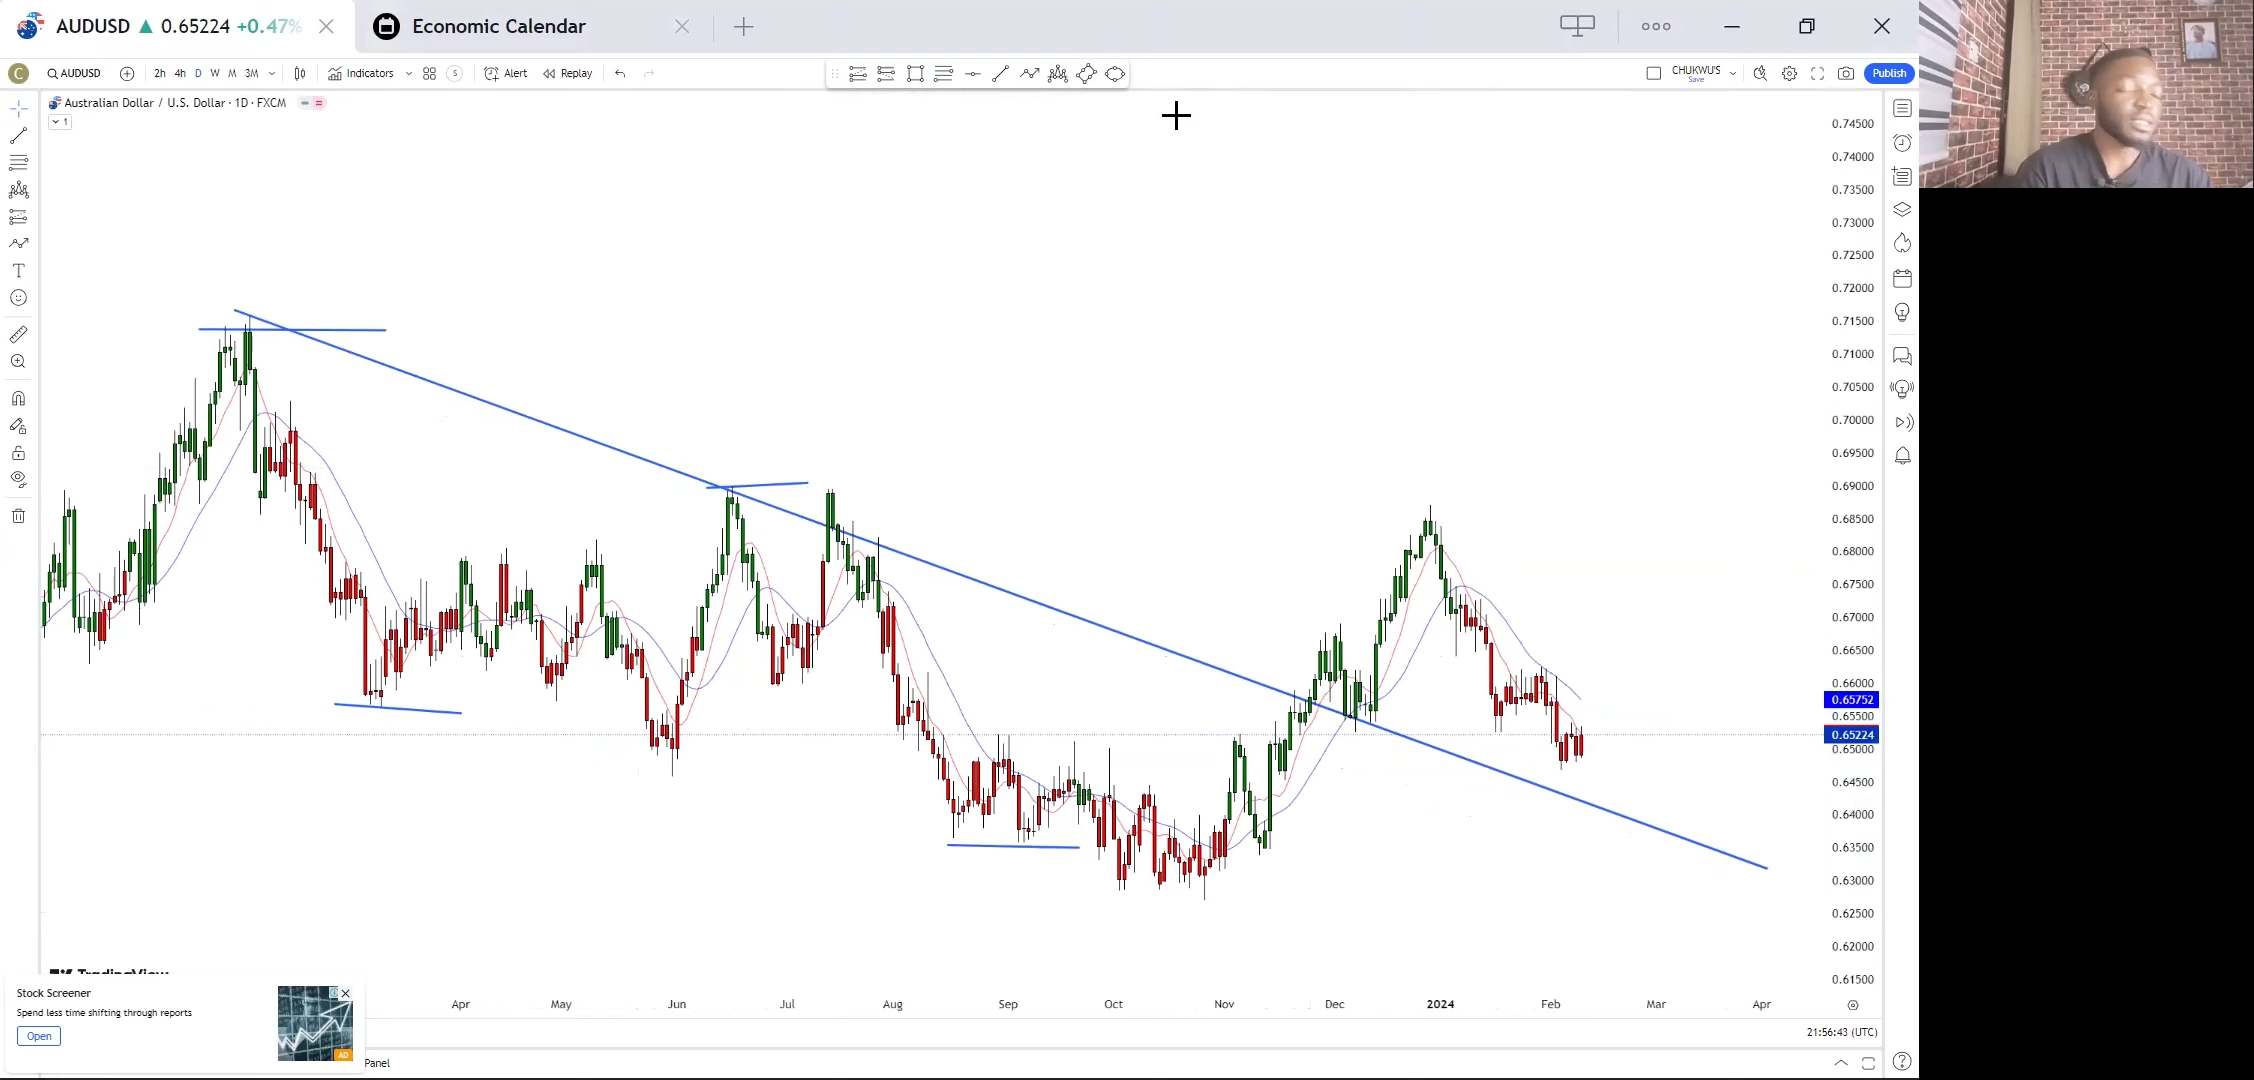 AUDUSD ▲ 0.65224 +0.47%
Economic Calendar
C
AUDUSD
2h 4h D W M 3M
Indicators
S
Alert
Replay
CHUKWU'S
Save
Publish
Australian Dollar / U.S. Dollar · 1D · FXCM
1
0.74500
0.74000
0.73500
0.73000
0.72500
0.72000
0.71500
0.71000
0.70500
0.70000
0.69500
0.69000
0.68500
0.68000
0.67500
0.67000
0.66500
0.66000
0.65752
0.65500
0.65224
0.65000
0.64500
0.64000
0.63500
0.63000
0.62500
0.62000
0.61500
TradingView
Stock Screener
Spend less time shifting through reports
Open
AD
Apr May Jun Jul Aug Sep Oct Nov Dec 2024 Feb Mar Apr
21:56:43 (UTC)
Panel